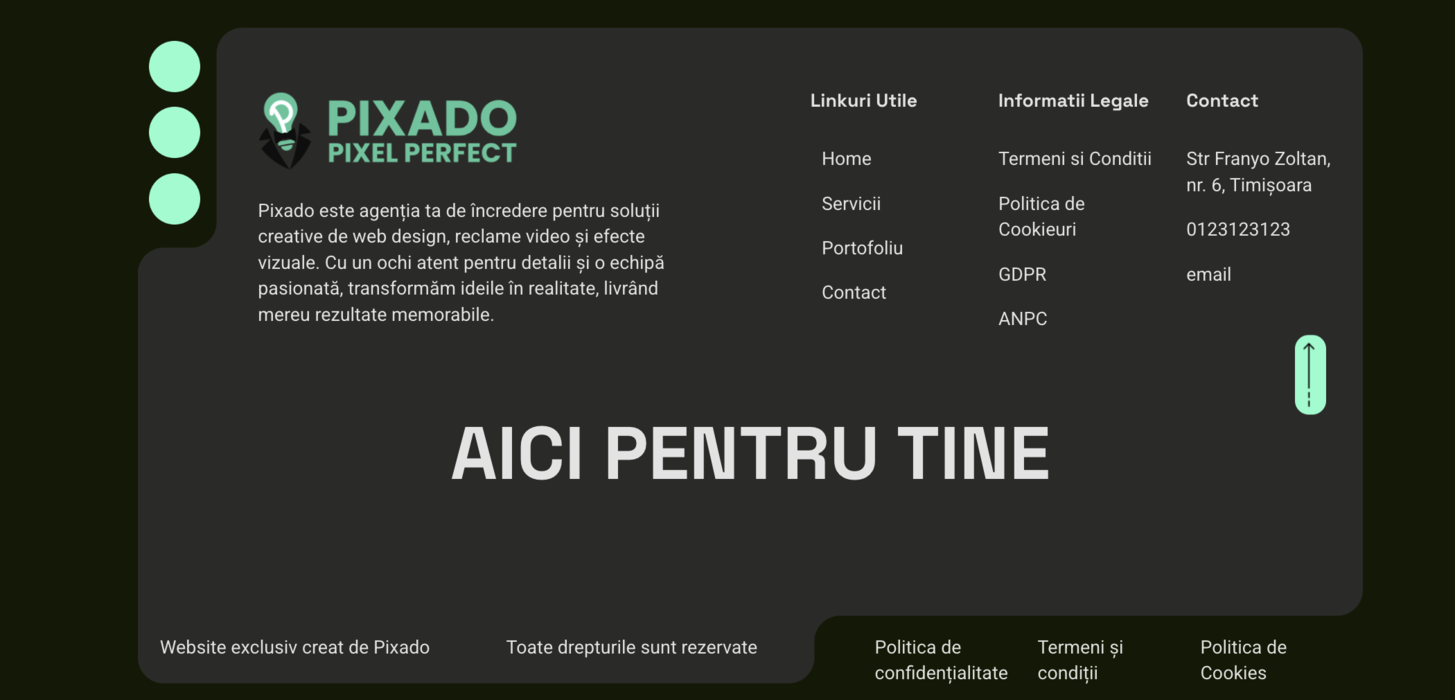 PIXADO
PIXEL PERFECT
Pixado este agenția ta de încredere pentru soluții
creative de web design, reclame video și efecte
vizuale. Cu un ochi atent pentru detalii și o echipă
pasionată, transformăm ideile în realitate, livrând
mereu rezultate memorabile.
Linkuri Utile
Home
Servicii
Portofoliu
Contact
Informatii Legale
Termeni si Conditii
Politica de
Cookieuri
GDPR
ANPC
Contact
Str Franyo Zoltan,
nr. 6, Timișoara
0123123123
email
AICI PENTRU TINE
Website exclusiv creat de Pixado
Toate drepturile sunt rezervate
Politica de
confidențialitate
Termeni și
condiții
Politica de
Cookies